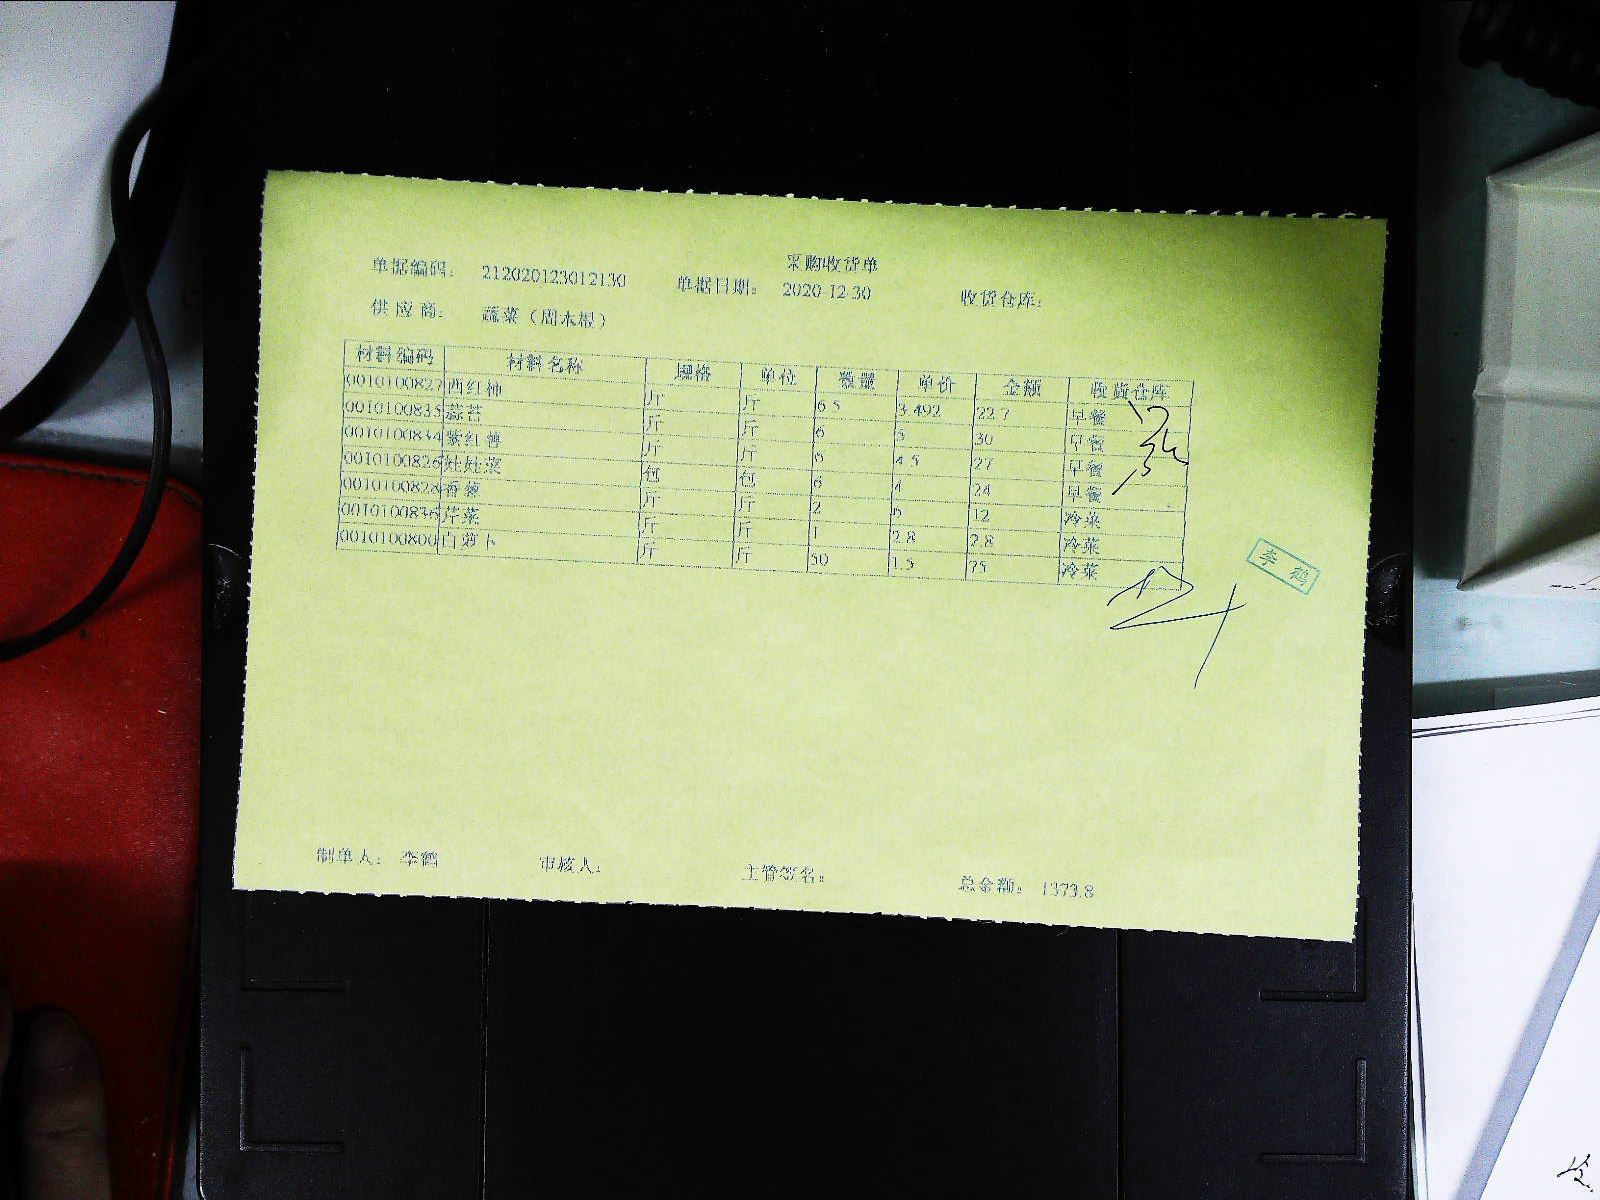 采购收货单
单据编码： 212020123012130 单据日期： 2020-12-30 收货仓库：
供应商： 蔬菜（周木根）
材料编码 材料名称 规格 单位 数量 单价 金额 收货仓库
0010100827 西红柿 斤 斤 6.5 3.492 22.7 早餐
0010100835 蒜苔 斤 斤 6 5 30 早餐
0010100834 紫红薯 斤 斤 6 4.5 27 早餐
0010100826 娃娃菜 包 包 6 4 24 早餐
0010100828 香菜 斤 斤 2 6 12 冷菜
0010100836 芹菜 斤 斤 1 2.8 2.8 冷菜
0010100800 白萝卜 斤 斤 50 1.5 75 冷菜
李鹤
制单人： 李鹤 审核人： 主管签名： 总金额： 1373.8